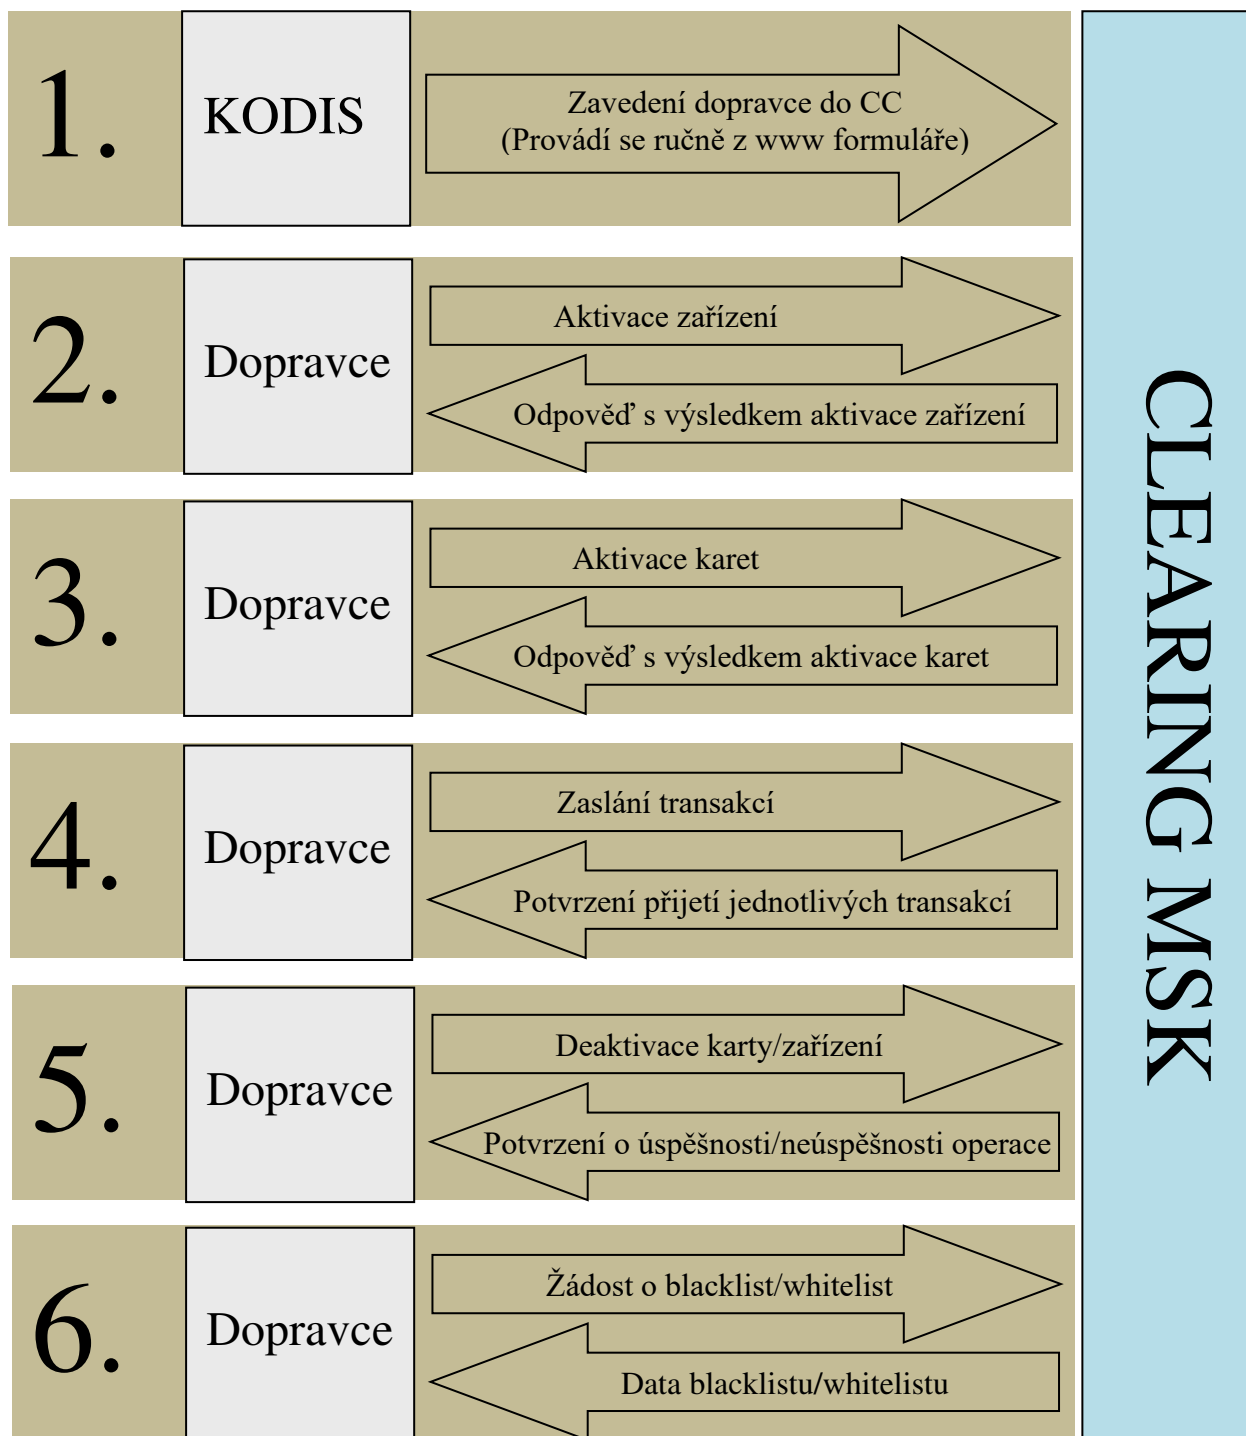 1.
KODIS
Zavedení dopravce do CC
(Provádí se ručně z www formuláře)
2.
Dopravce
Aktivace zařízení
Odpověď s výsledkem aktivace zařízení
3.
Dopravce
Aktivace karet
Odpověď s výsledkem aktivace karet
4.
Dopravce
Zaslání transakcí
Potvrzení přijetí jednotlivých transakcí
5.
Dopravce
Deaktivace karty/zařízení
Potvrzení o úspěšnosti/neúspěšnosti operace
6.
Dopravce
Žádost o blacklist/whitelist
Data blacklistu/whitelistu
CLEARING MSK